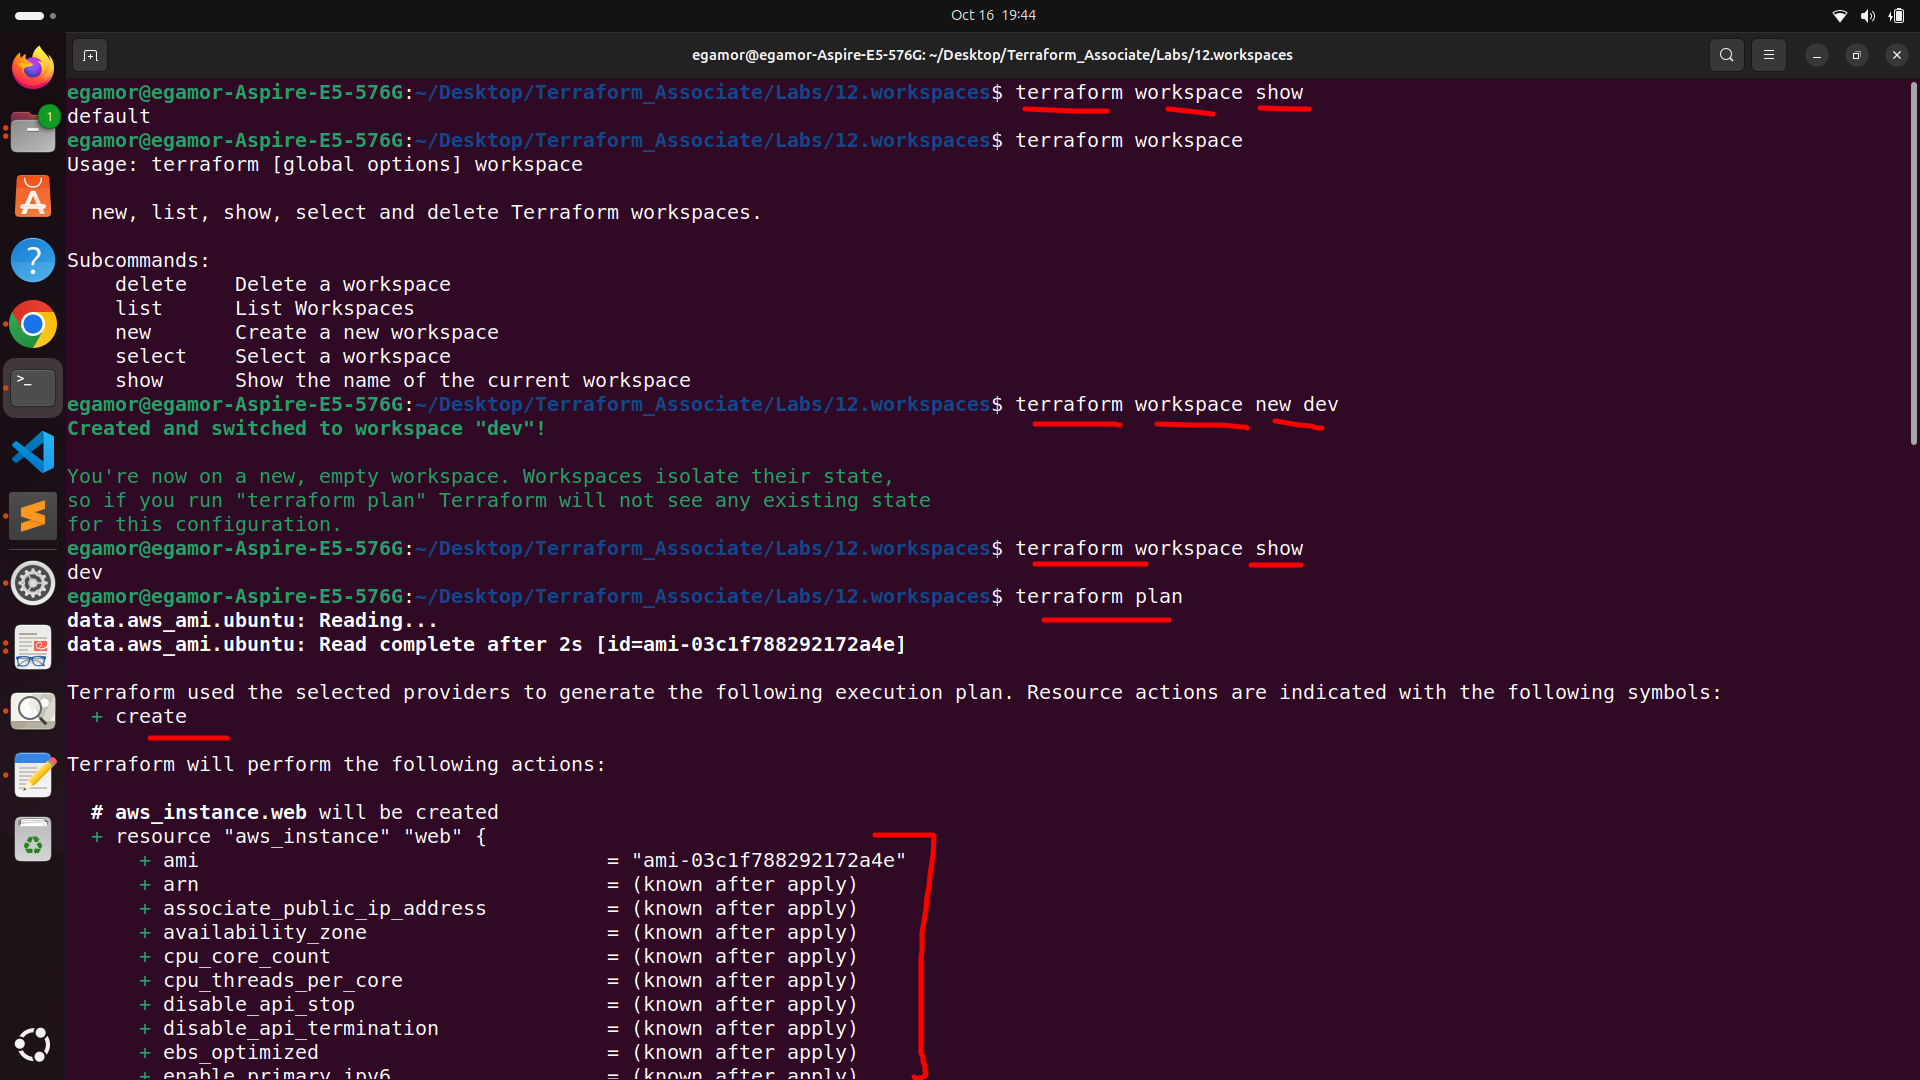 Oct 16 19:44
egamor@egamor-Aspire-E5-576G: ~/Desktop/Terraform_Associate/Labs/12.workspaces
egamor@egamor-Aspire-E5-576G:~/Desktop/Terraform_Associate/Labs/12.workspaces$ terraform workspace show
default
egamor@egamor-Aspire-E5-576G:~/Desktop/Terraform_Associate/Labs/12.workspaces$ terraform workspace
Usage: terraform [global options] workspace
new, list, show, select and delete Terraform workspaces.
Subcommands:
delete Delete a workspace
list List Workspaces
new Create a new workspace
select Select a workspace
show Show the name of the current workspace
egamor@egamor-Aspire-E5-576G:~/Desktop/Terraform_Associate/Labs/12.workspaces$ terraform workspace new dev
Created and switched to workspace "dev"!
You're now on a new, empty workspace. Workspaces isolate their state,
so if you run "terraform plan" Terraform will not see any existing state
for this configuration.
egamor@egamor-Aspire-E5-576G:~/Desktop/Terraform_Associate/Labs/12.workspaces$ terraform workspace show
dev
egamor@egamor-Aspire-E5-576G:~/Desktop/Terraform_Associate/Labs/12.workspaces$ terraform plan
data.aws_ami.ubuntu: Reading...
data.aws_ami.ubuntu: Read complete after 2s [id=ami-03c1f788292172a4e]
Terraform used the selected providers to generate the following execution plan. Resource actions are indicated with the following symbols:
+ create
Terraform will perform the following actions:
# aws_instance.web will be created
+ resource "aws_instance" "web" {
+ ami = "ami-03c1f788292172a4e"
+ arn = (known after apply)
+ associate_public_ip_address = (known after apply)
+ availability_zone = (known after apply)
+ cpu_core_count = (known after apply)
+ cpu_threads_per_core = (known after apply)
+ disable_api_stop = (known after apply)
+ disable_api_termination = (known after apply)
+ ebs_optimized = (known after apply)
+ enable_primary_ipv6 = (known after apply)
1